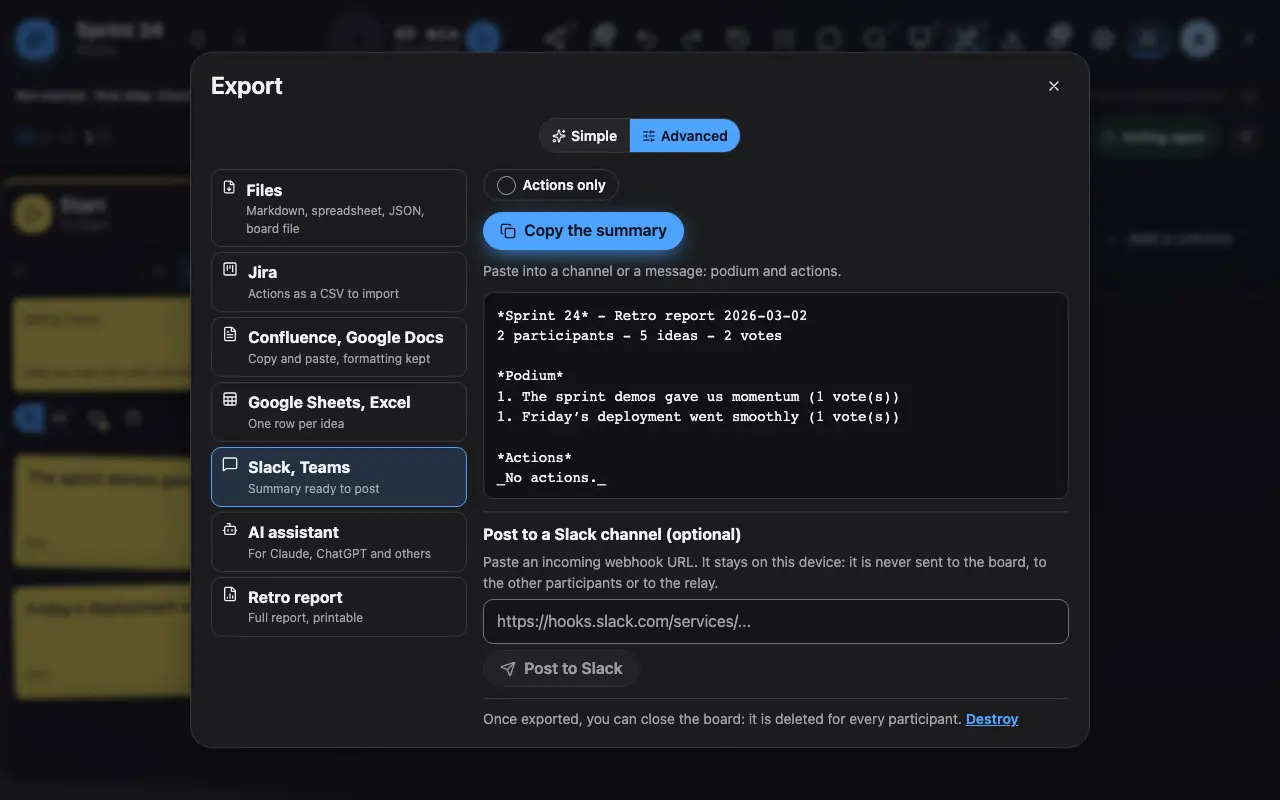 Sprint 24
Export
Simple
Advanced
Files
Markdown, spreadsheet, JSON,
board file
Jira
Actions as a CSV to import
Confluence, Google Docs
Copy and paste, formatting kept
Google Sheets, Excel
One row per idea
Slack, Teams
Summary ready to post
AI assistant
For Claude, ChatGPT and others
Retro report
Full report, printable
Actions only
Copy the summary
Paste into a channel or a message: podium and actions.
*Sprint 24* – Retro report 2026-03-02
2 participants – 5 ideas – 2 votes
*Podium*
1. The sprint demos gave us momentum (1 vote(s))
1. Friday’s deployment went smoothly (1 vote(s))
*Actions*
_No actions._
Post to a Slack channel (optional)
Paste an incoming webhook URL. It stays on this device: it is never sent to the board, to
the other participants or to the relay.
https://hooks.slack.com/services/...
Post to Slack
Once exported, you can close the board: it is deleted for every participant. Destroy
Start
Add a column